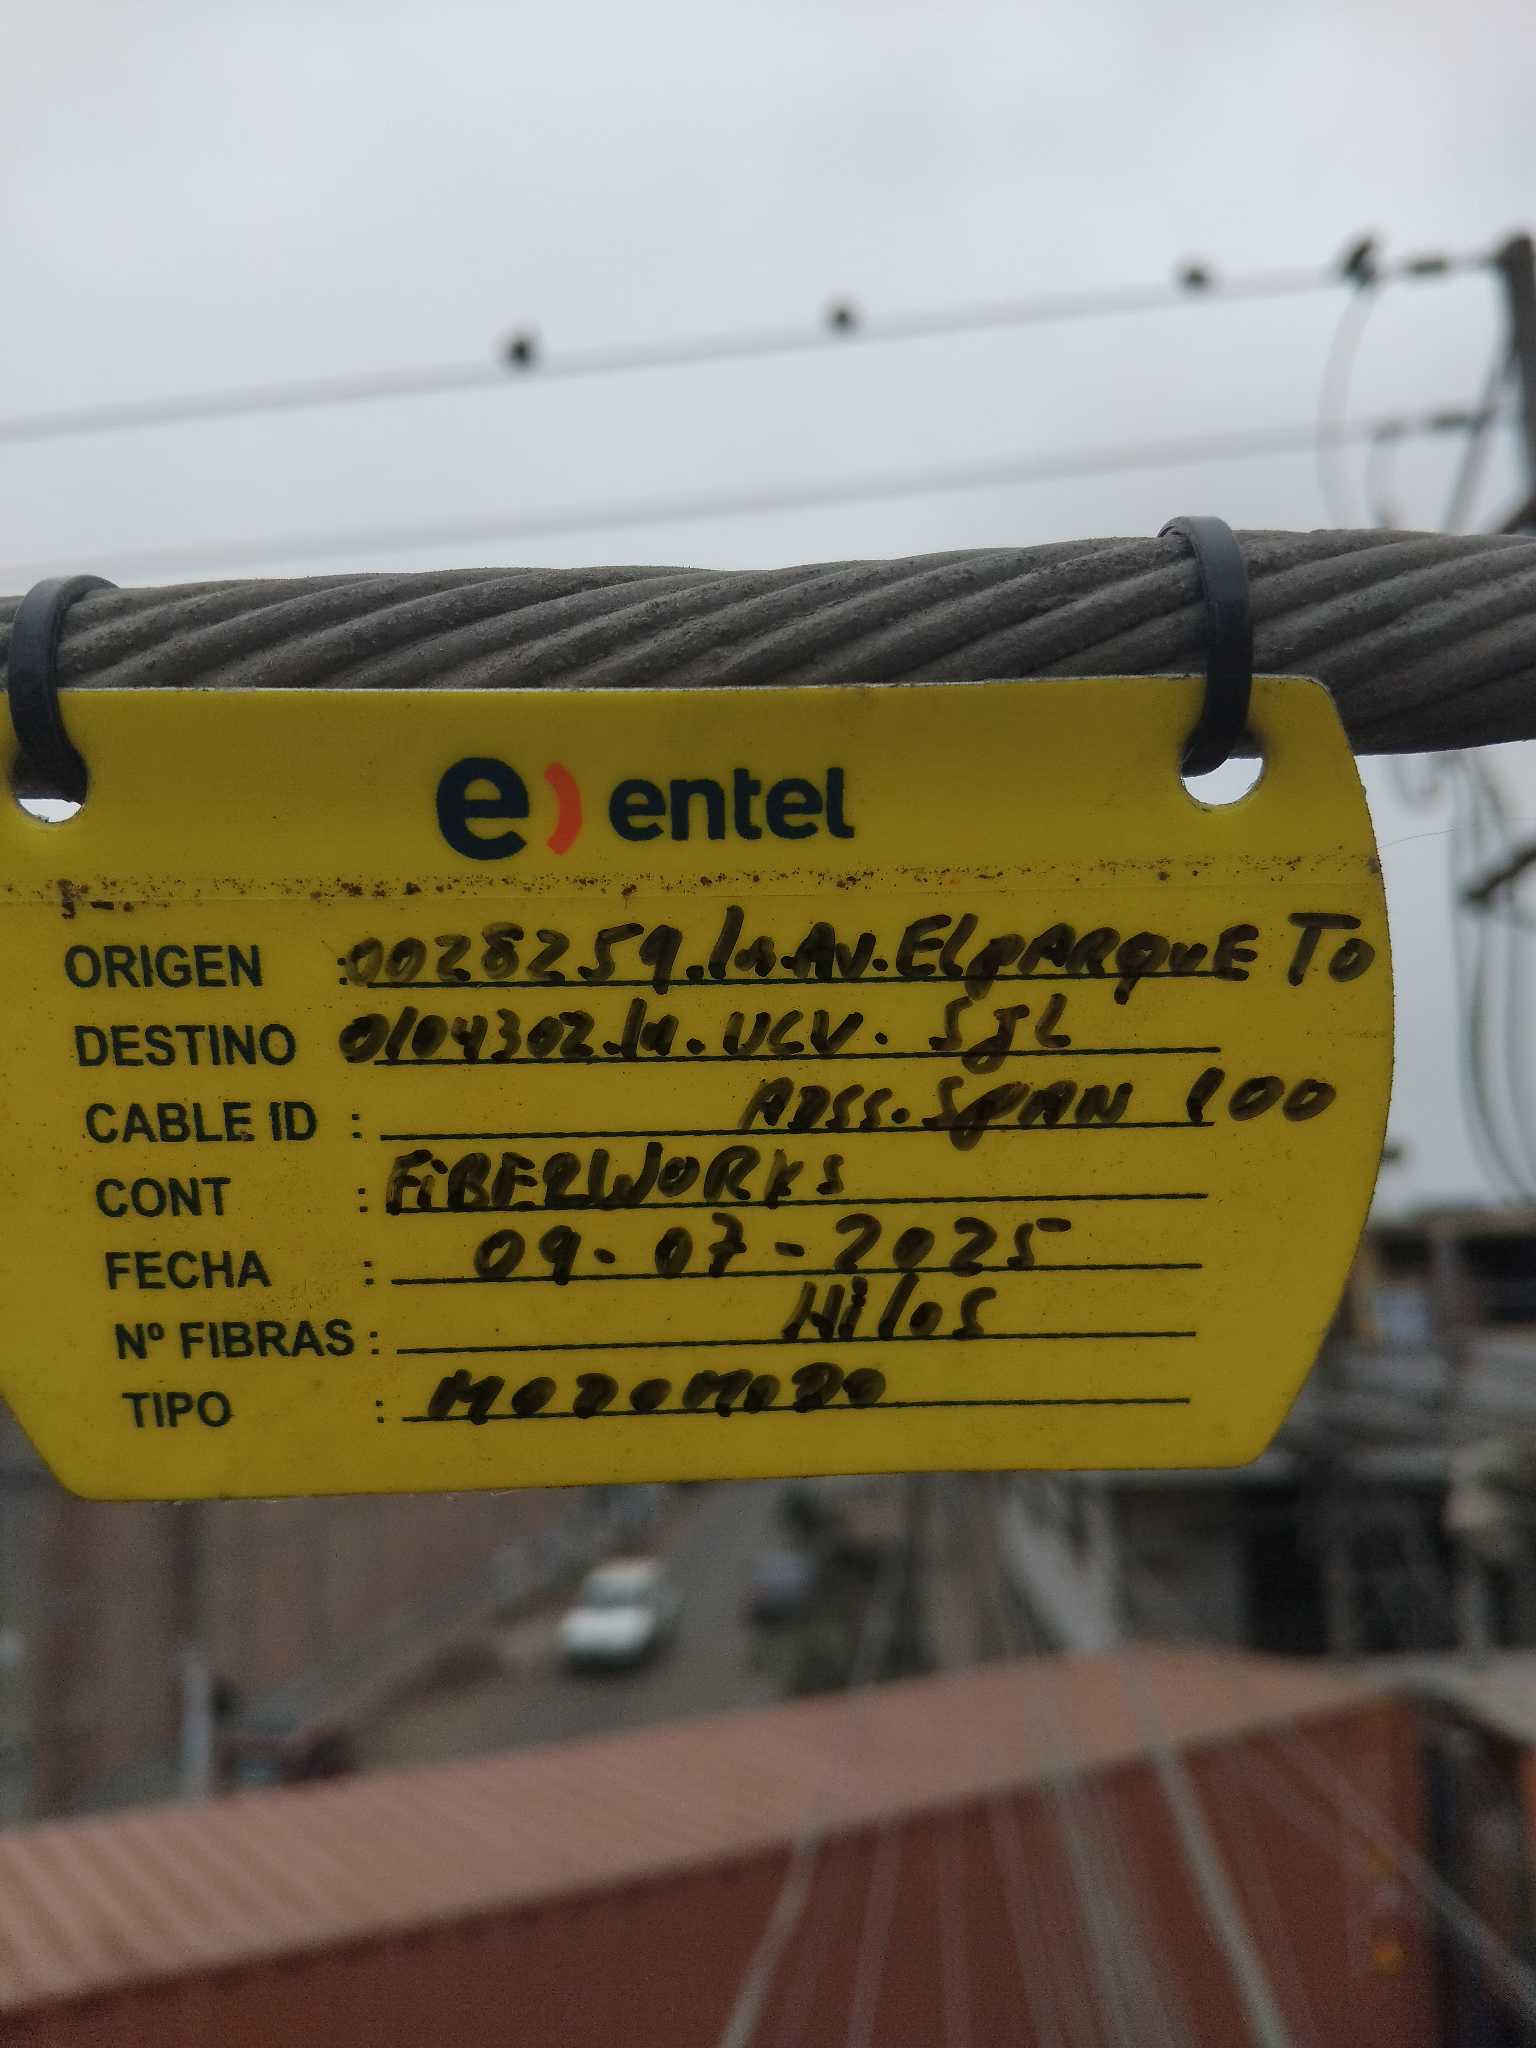 e) entel
ORIGEN : 0028259.lm.Av.ELpARQuE To
DESTINO 0104302.lm.UCV. SJL
CABLE ID : ADSS. SpAN 100
CONT : FiBERWORKS
FECHA : 09-07-2025
Nº FIBRAS : Hilos
TIPO : MODOMODO